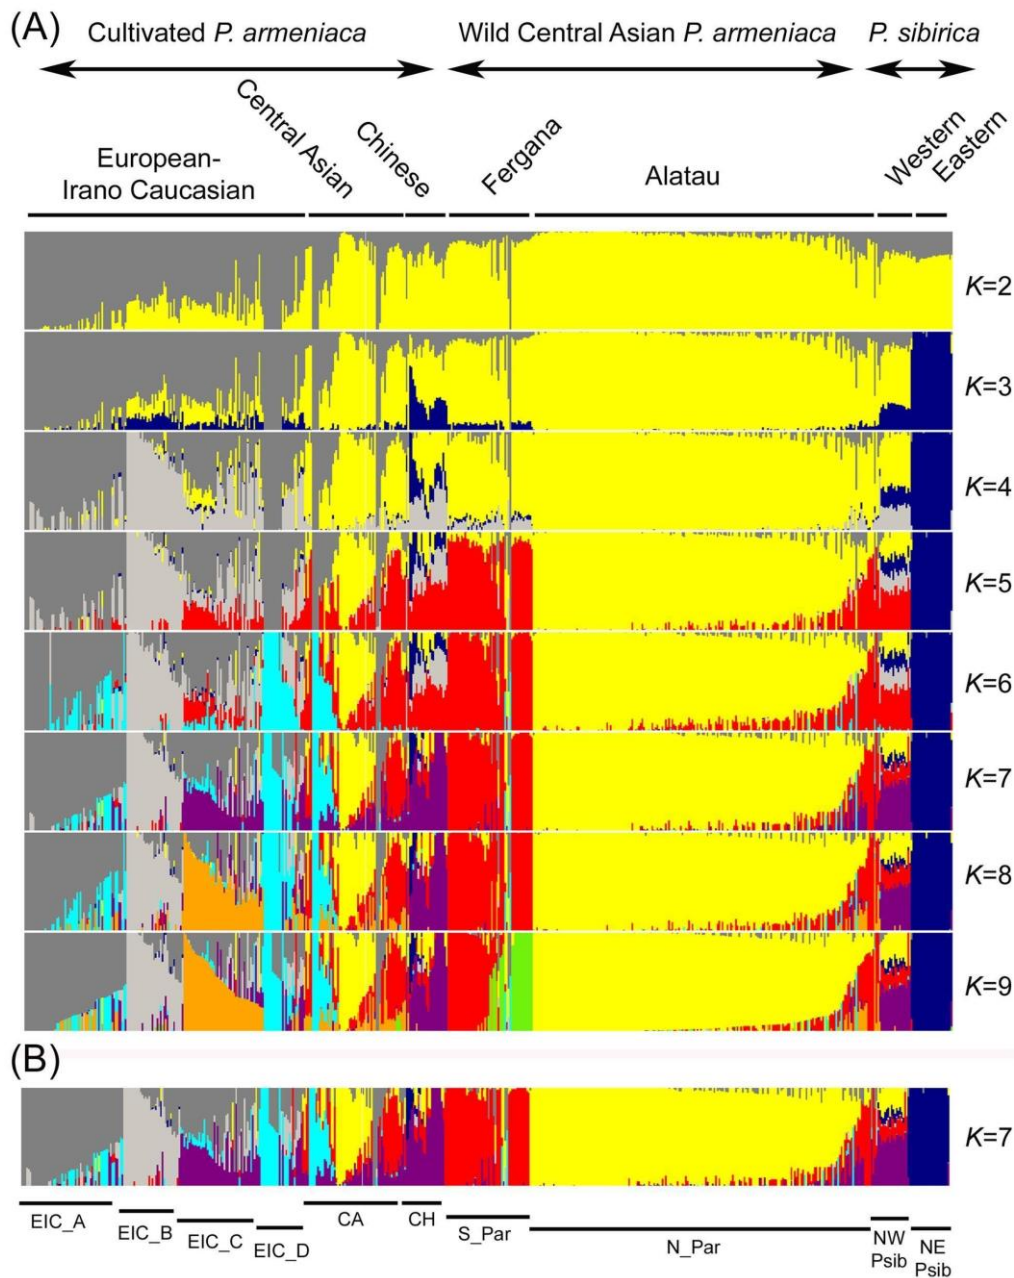 (A)
Cultivated P. armeniaca
Wild Central Asian P. armeniaca
P. sibirica
European-
Irano Caucasian
Central Asian
Chinese
Fergana
Alatau
Western
Eastern
K=2
K=3
K=4
K=5
K=6
K=7
K=8
K=9
(B)
K=7
EIC_A
EIC_B
EIC_C
EIC_D
CA
CH
S_Par
N_Par
NW
Psib
NE
Psib